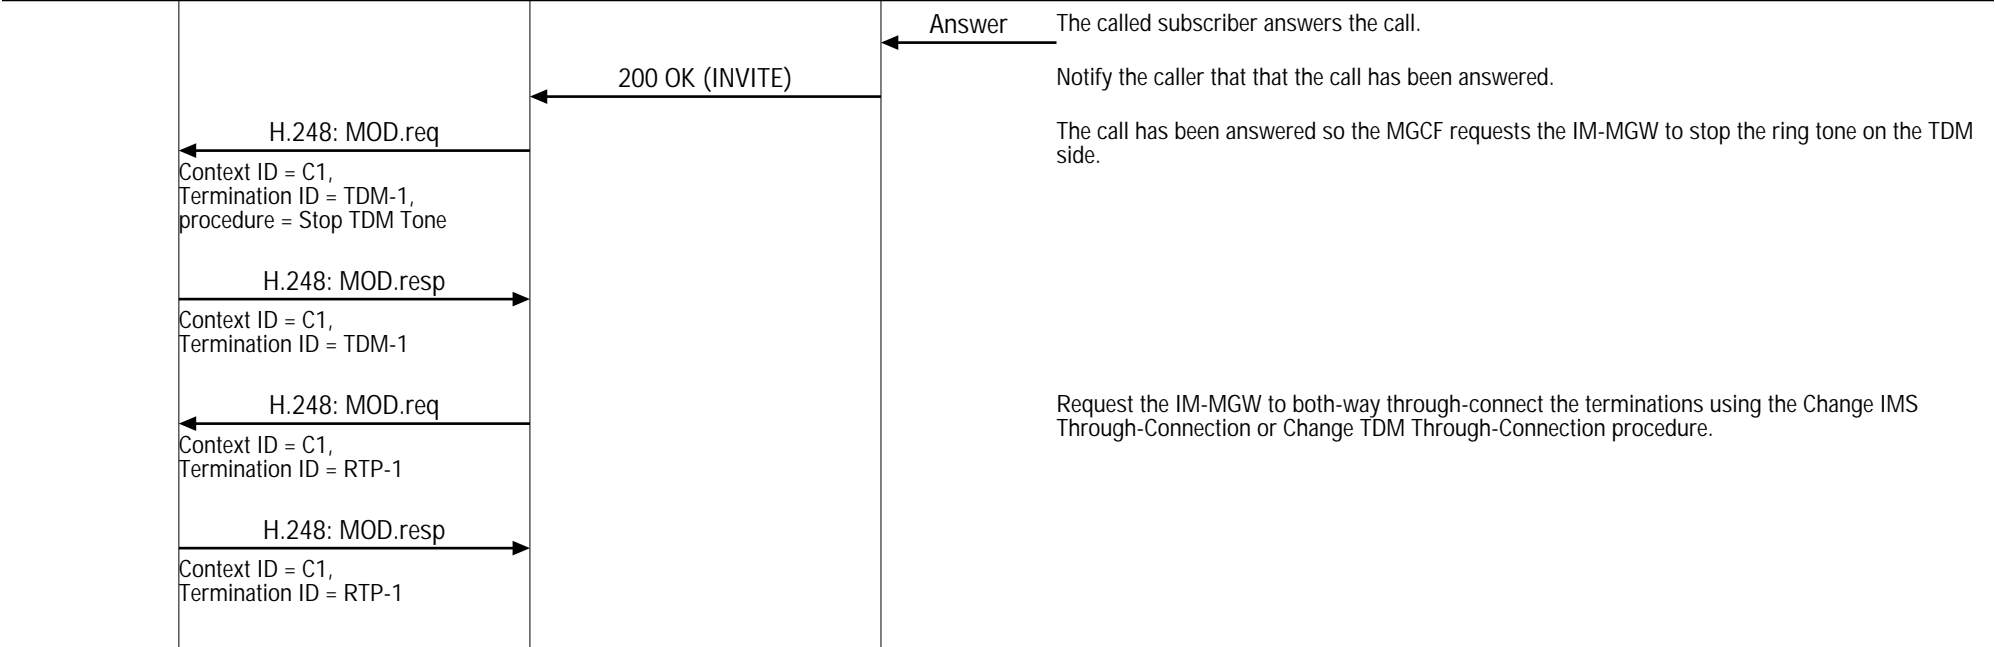 Answer
The called subscriber answers the call.
200 OK (INVITE)
Notify the caller that that the call has been answered.
H.248: MOD.req
The call has been answered so the MGCF requests the IM-MGW to stop the ring tone on the TDM
side.
Context ID = C1,
Termination ID = TDM-1,
procedure = Stop TDM Tone
H.248: MOD.resp
Context ID = C1,
Termination ID = TDM-1
H.248: MOD.req
Request the IM-MGW to both-way through-connect the terminations using the Change IMS
Through-Connection or Change TDM Through-Connection procedure.
Context ID = C1,
Termination ID = RTP-1
H.248: MOD.resp
Context ID = C1,
Termination ID = RTP-1